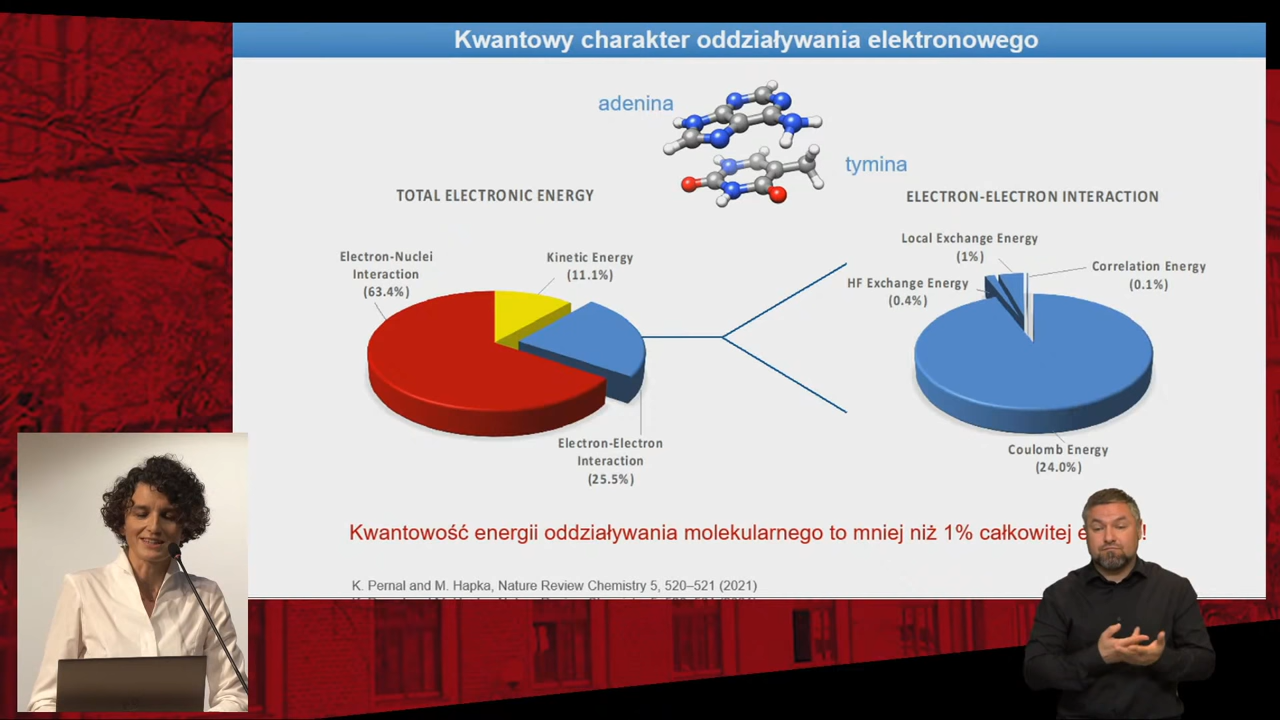 Kwantowy charakter oddziaływania elektronowego
adenina
tymina
TOTAL ELECTRONIC ENERGY
Electron-Nuclei
Interaction
(63.4%)
Kinetic Energy
(11.1%)
Electron-Electron
Interaction
(25.5%)
ELECTRON-ELECTRON INTERACTION
Local Exchange Energy
(1%)
HF Exchange Energy
(0.4%)
Correlation Energy
(0.1%)
Coulomb Energy
(24.0%)
Kwantowość energii oddziaływania molekularnego to mniej niż 1% całkowitej
K. Pernal and M. Hapka, Nature Review Chemistry 5, 520–521 (2021)